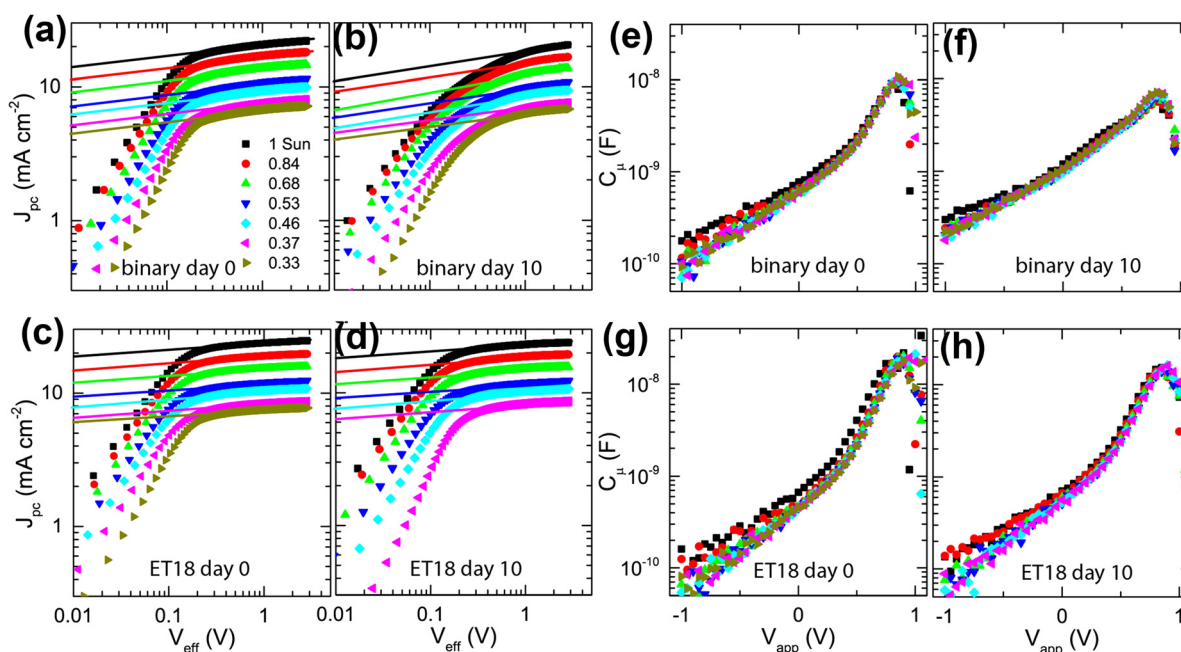 (a)
(b)
(e)
(f)
J_pc (mA cm^-2)
10
1
1 Sun
0.84
0.68
0.53
0.46
0.37
0.33
binary day 0
binary day 10
C_μ (F)
10^-8
10^-9
10^-10
binary day 0
binary day 10
(c)
(d)
(g)
(h)
J_pc (mA cm^-2)
10
1
ET18 day 0
ET18 day 10
C_μ (F)
10^-8
10^-9
10^-10
ET18 day 0
ET18 day 10
0.01 0.1 1 0.01 0.1 1
-1 0 1 -1 0 1
V_eff (V)
V_eff (V)
V_app (V)
V_app (V)